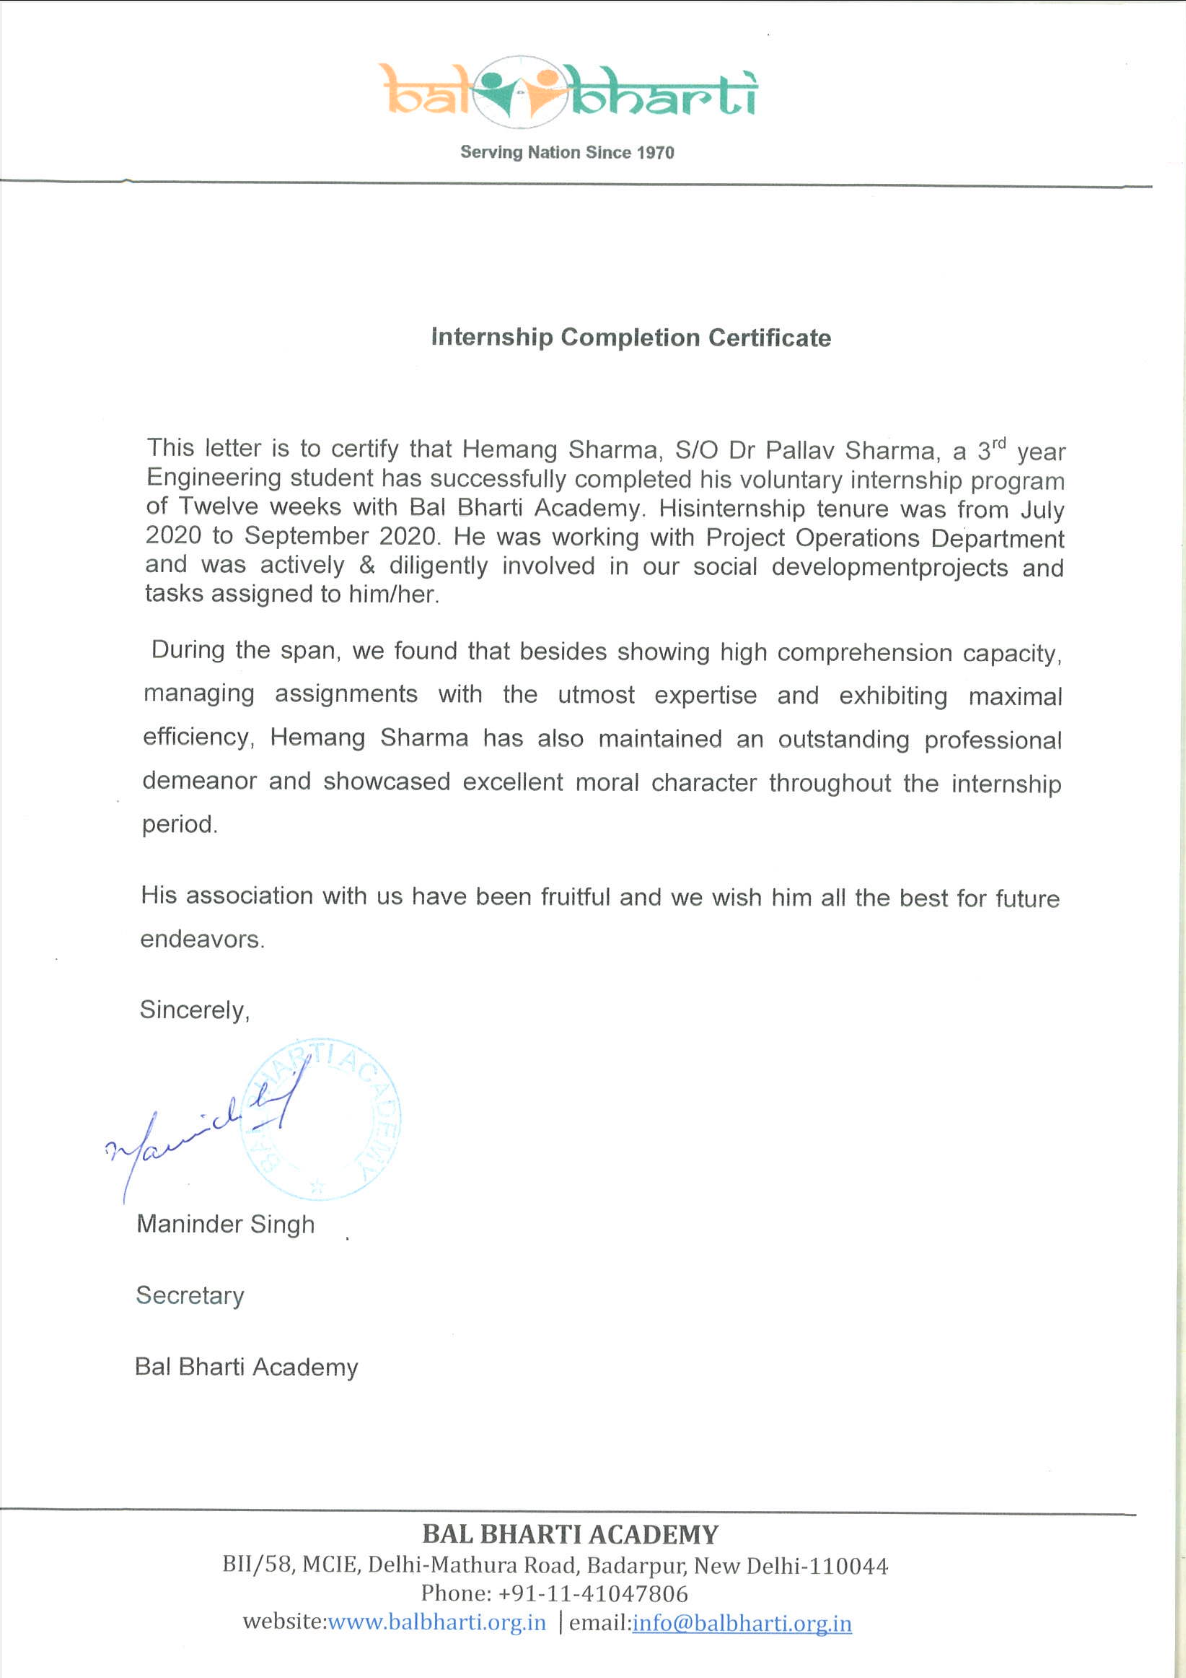 bal bharti
Serving Nation Since 1970
Internship Completion Certificate
This letter is to certify that Hemang Sharma, S/O Dr Pallav Sharma, a 3rd year
Engineering student has successfully completed his voluntary internship program
of Twelve weeks with Bal Bharti Academy. Hisinternship tenure was from July
2020 to September 2020. He was working with Project Operations Department
and was actively & diligently involved in our social developmentprojects and
tasks assigned to him/her.
During the span, we found that besides showing high comprehension capacity,
managing assignments with the utmost expertise and exhibiting maximal
efficiency, Hemang Sharma has also maintained an outstanding professional
demeanor and showcased excellent moral character throughout the internship
period.
His association with us have been fruitful and we wish him all the best for future
endeavors.
Sincerely,
BAL BHARTI ACADEMY
Maninder Singh
Secretary
Bal Bharti Academy
BAL BHARTI ACADEMY
BII/58, MCIE, Delhi-Mathura Road, Badarpur, New Delhi-110044
Phone: +91-11-41047806
website:www.balbharti.org.in | email:info@balbharti.org.in